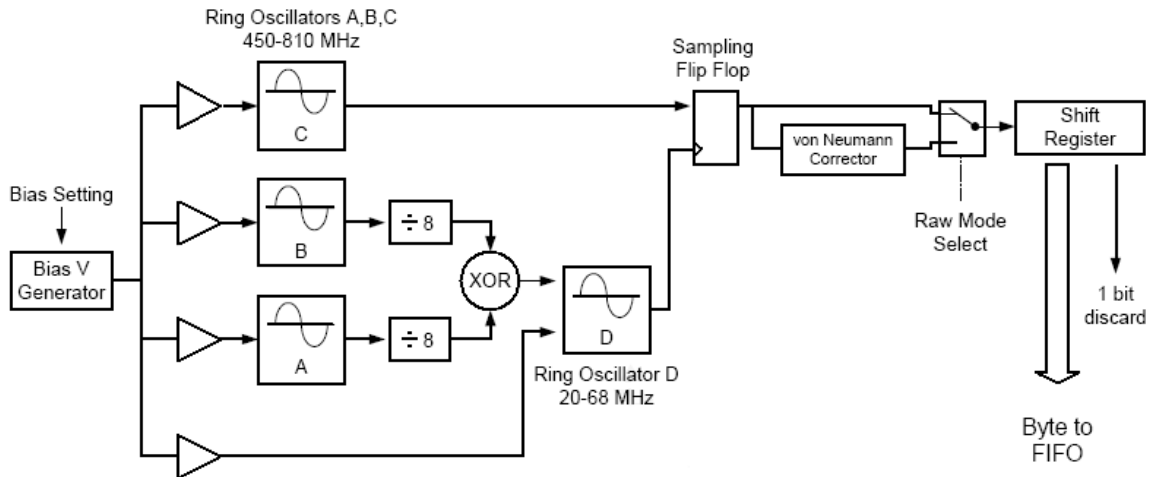 Ring Oscillators A,B,C
450-810 MHz
C
Sampling
Flip Flop
von Neumann
Corrector
Shift
Register
Bias Setting
Bias V
Generator
B
÷ 8
XOR
Raw Mode
Select
A
÷ 8
D
Ring Oscillator D
20-68 MHz
1 bit
discard
Byte to
FIFO